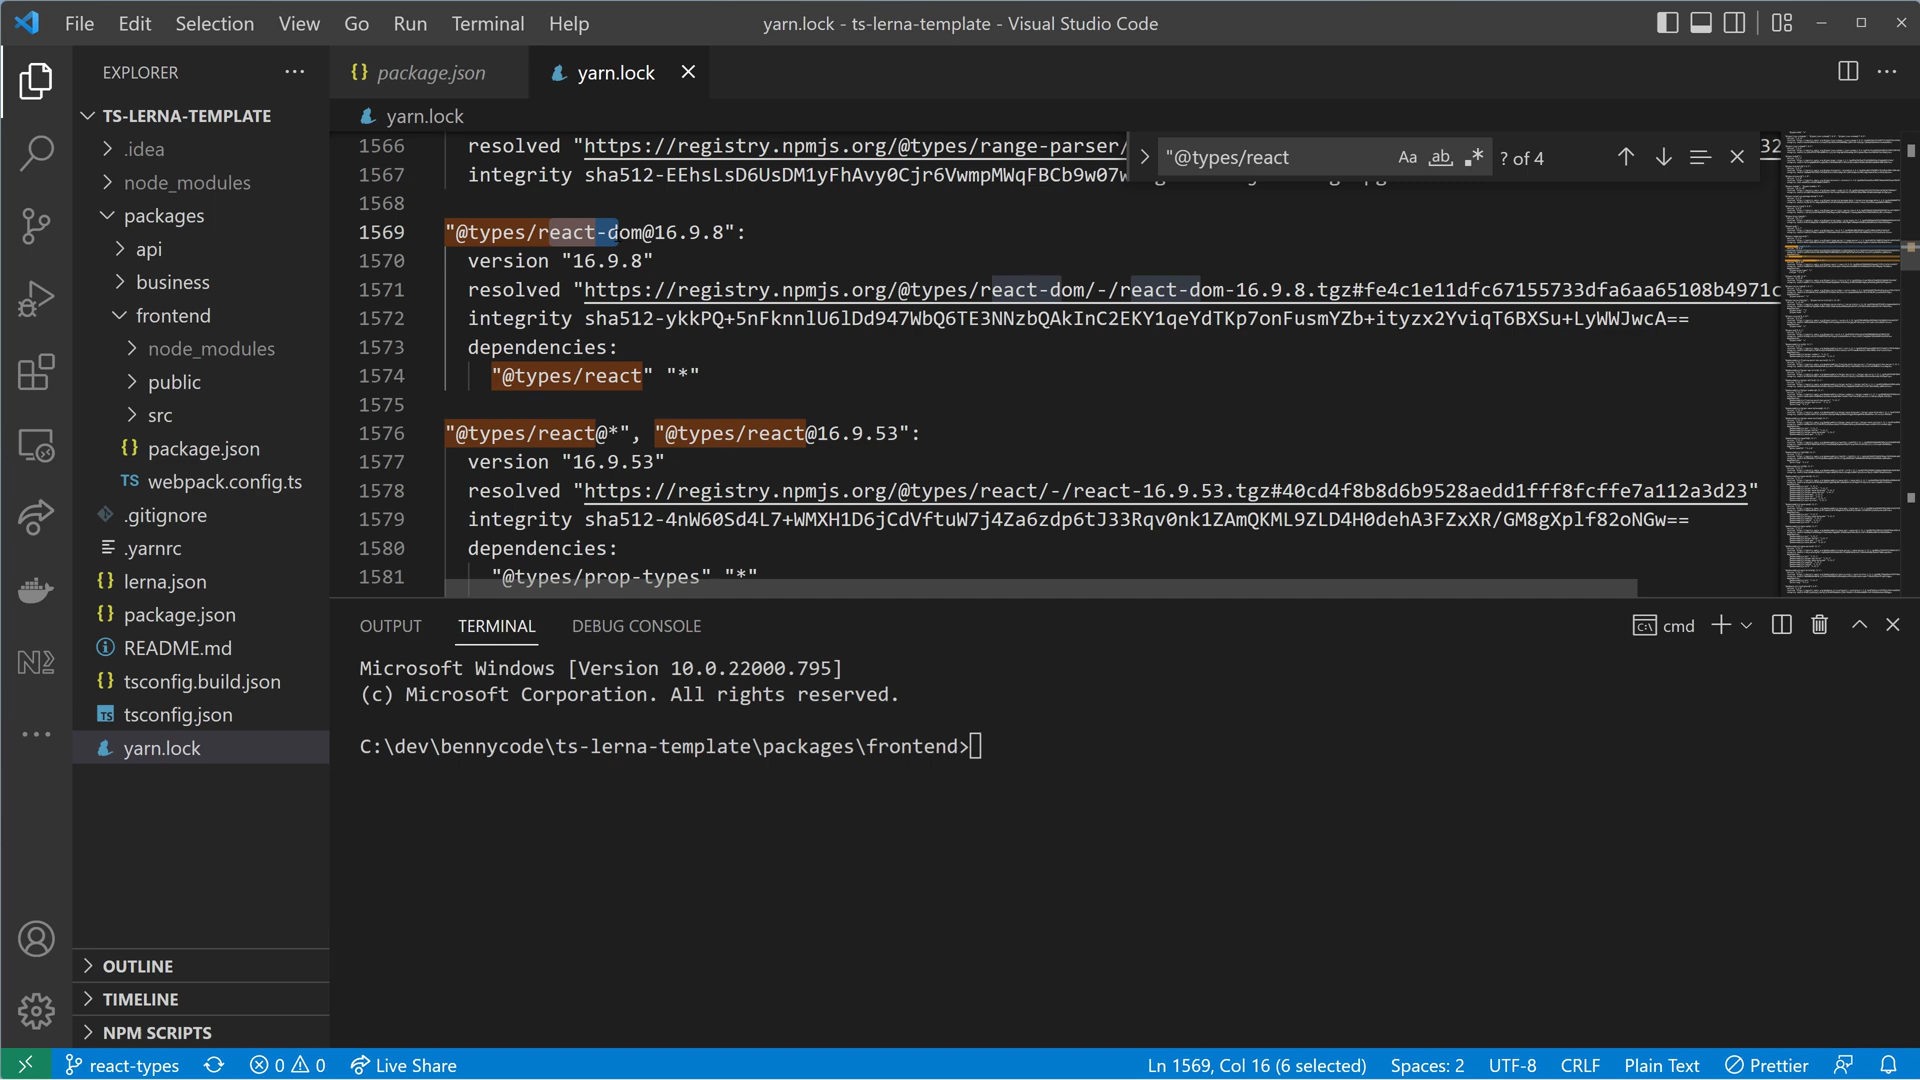 File Edit Selection View Go Run Terminal Help
yarn.lock - ts-lerna-template - Visual Studio Code
EXPLORER
TS-LERNA-TEMPLATE
.idea
node_modules
packages
api
business
frontend
node_modules
public
src
{} package.json
TS webpack.config.ts
.gitignore
.yarnrc
{} lerna.json
{} package.json
README.md
{} tsconfig.build.json
TS tsconfig.json
yarn.lock
OUTLINE
TIMELINE
NPM SCRIPTS
{} package.json
yarn.lock
yarn.lock
"@types/react
Aa ab .* ? of 4
1566 resolved "https://registry.npmjs.org/@types/range-parser/
1567 integrity sha512-EEhsLsD6UsDM1yFhAvy0Cjr6VwmpMWqFBCb9w07w
1568
1569 "@types/react-dom@16.9.8":
1570 version "16.9.8"
1571 resolved "https://registry.npmjs.org/@types/react-dom/-/react-dom-16.9.8.tgz#fe4c1e11dfc67155733dfa6aa65108b4971c
1572 integrity sha512-ykkPQ+5nFknnlU6lDd947WbQ6TE3NNzbQAkInC2EKY1qeYdTKp7onFusmYZb+ityzx2YviqT6BXSu+LyWWJwcA==
1573 dependencies:
1574 "@types/react" "*"
1575
1576 "@types/react@*", "@types/react@16.9.53":
1577 version "16.9.53"
1578 resolved "https://registry.npmjs.org/@types/react/-/react-16.9.53.tgz#40cd4f8b8d6b9528aedd1fff8fcffe7a112a3d23"
1579 integrity sha512-4nW60Sd4L7+WMXH1D6jCdVftuW7j4Za6zdp6tJ33Rqv0nk1ZAmQKML9ZLD4H0dehA3FZxXR/GM8gXplf82oNGw==
1580 dependencies:
1581 "@types/prop-types" "*"
OUTPUT TERMINAL DEBUG CONSOLE
cmd
Microsoft Windows [Version 10.0.22000.795]
(c) Microsoft Corporation. All rights reserved.
C:\dev\bennycode\ts-lerna-template\packages\frontend>
react-types 0 0 Live Share
Ln 1569, Col 16 (6 selected) Spaces: 2 UTF-8 CRLF Plain Text Prettier